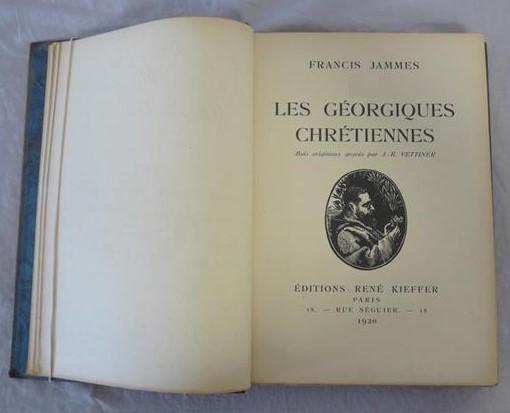 FRANCIS JAMMES
LES GÉORGIQUES
CHRÉTIENNES
Bois originaux gravés par J.-B. VETTINER
ÉDITIONS RENÉ KIEFFER
PARIS
18. — RUE SÉGUIER. — 18
1920